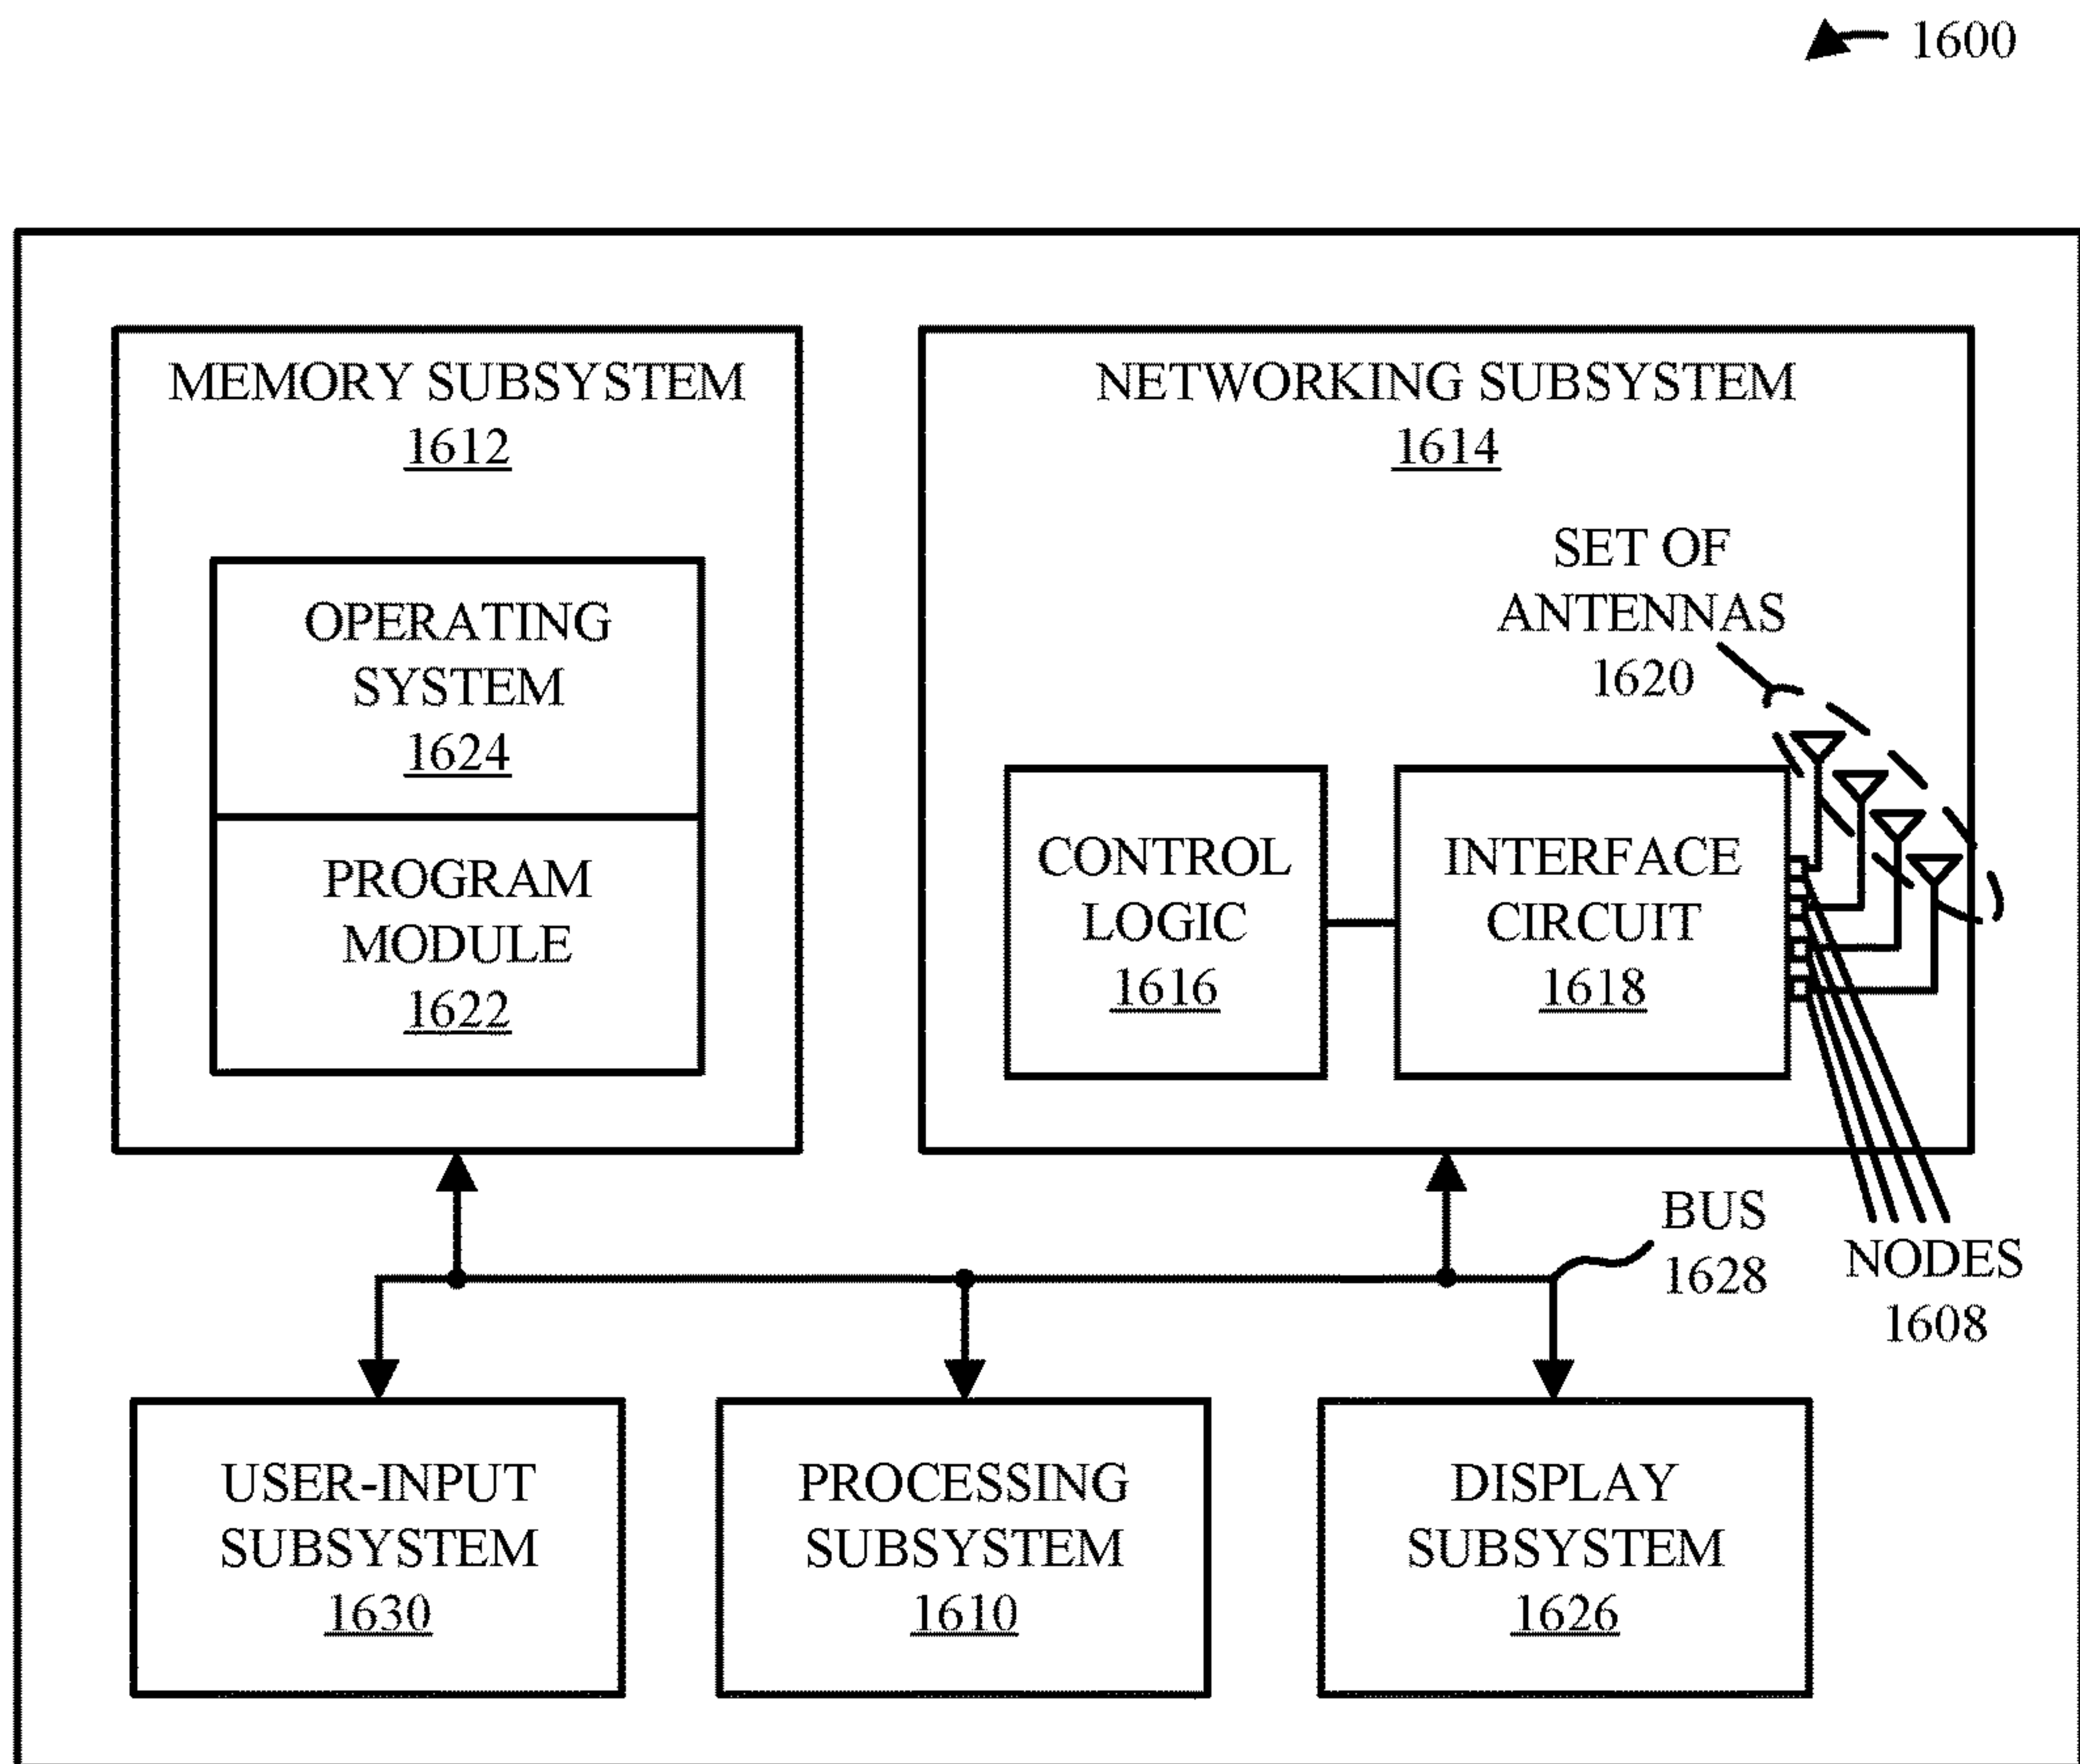 1600
MEMORY SUBSYSTEM
1612
OPERATING
SYSTEM
1624
PROGRAM
MODULE
1622
NETWORKING SUBSYSTEM
1614
SET OF
ANTENNAS
1620
CONTROL
LOGIC
1616
INTERFACE
CIRCUIT
1618
BUS
1628
NODES
1608
USER-INPUT
SUBSYSTEM
1630
PROCESSING
SUBSYSTEM
1610
DISPLAY
SUBSYSTEM
1626